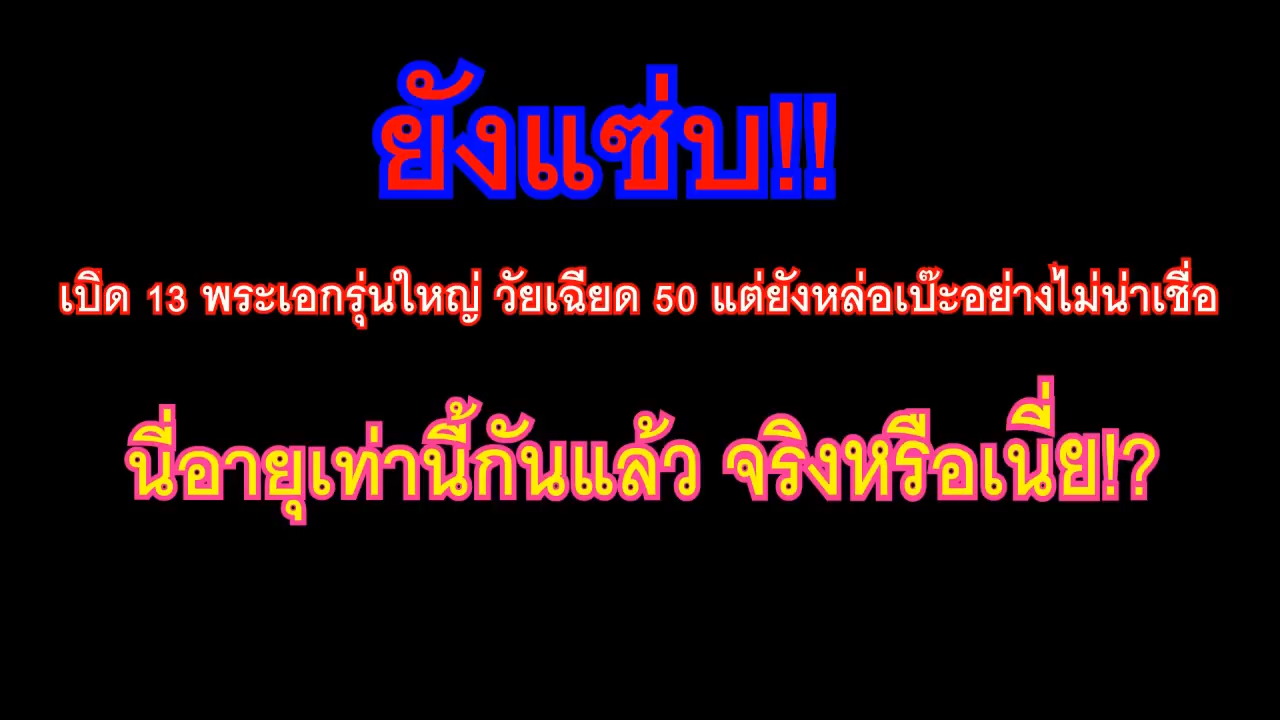 ยังแซ่บ!!
เปิด 13 พระเอกรุ่นใหญ่ วัยเฉียด 50 แต่ยังหล่อเป๊ะอย่างไม่น่าเชื่อ
นี่อายุเท่านี้กันแล้ว จริงหรือเนี่ย!?